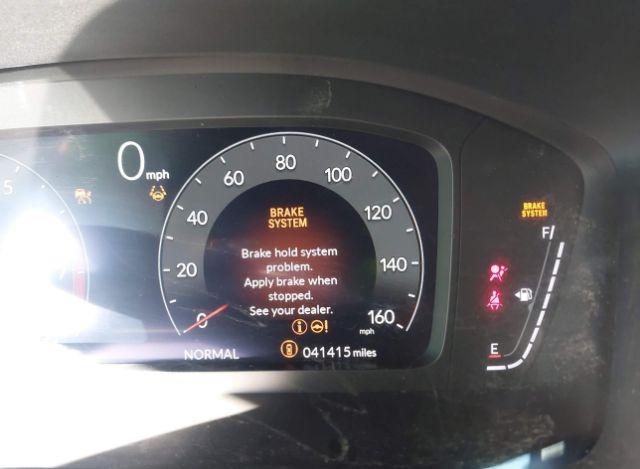 5
0 mph
0
20
40
60
80
100
120
140
160
mph
BRAKE
SYSTEM
Brake hold system
problem.
Apply brake when
stopped.
See your dealer.
NORMAL
041415 miles
BRAKE
SYSTEM
F
E